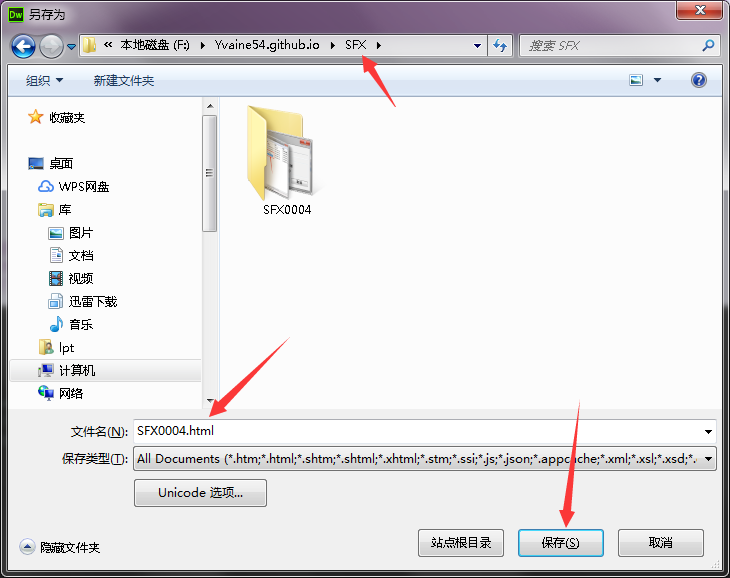 Dw 另存为
« 本地磁盘 (F:) Yvaine54.github.io SFX
搜索 SFX
组织 新建文件夹
收藏夹
桌面
WPS网盘
库
图片
文档
视频
迅雷下载
音乐
lpt
计算机
网络
SFX0004
文件名(N): SFX0004.html
保存类型(T): All Documents (*.htm;*.html;*.shtm;*.shtml;*.xhtml;*.stm;*.ssi;*.js;*.json;*.appcache;*.xml;*.xsl;*.xsd;*.
Unicode 选项...
隐藏文件夹 站点根目录 保存(S) 取消